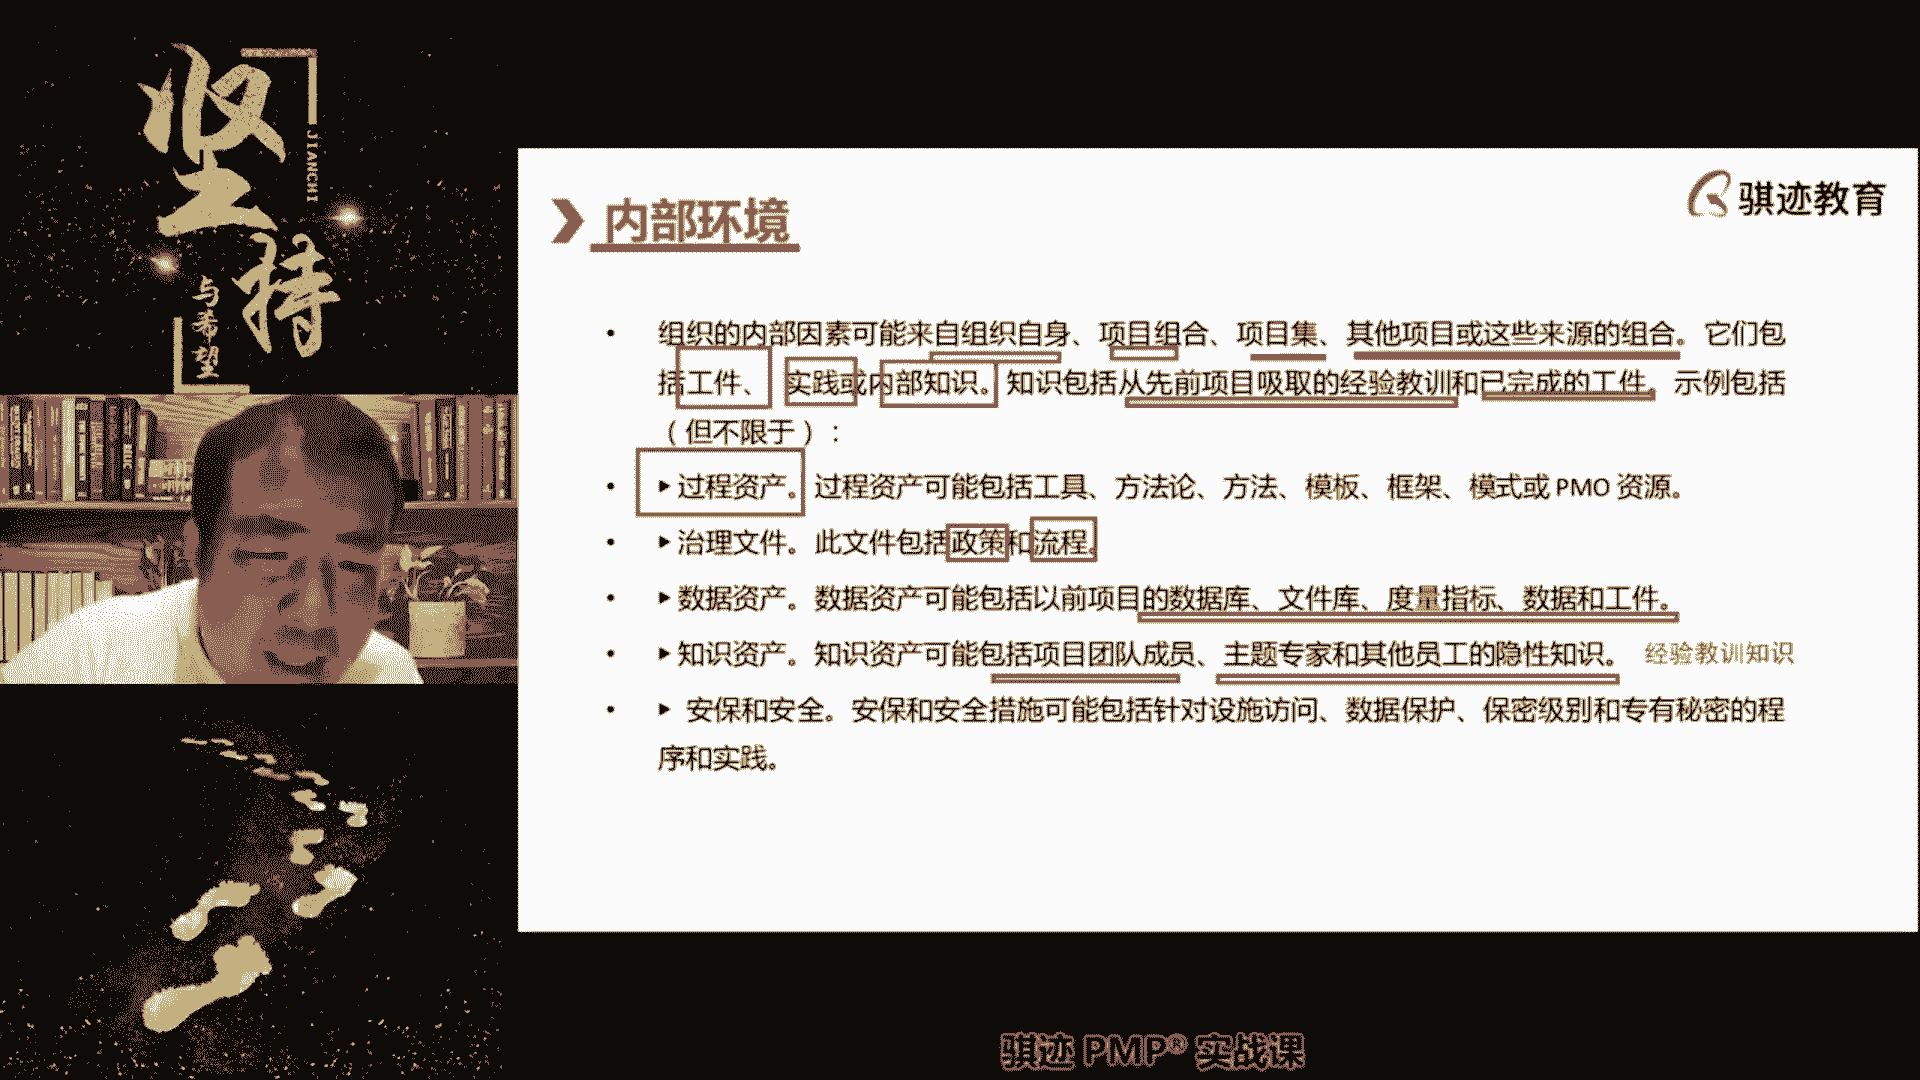 坚持
JIANCHI
与希望
骐迹教育
内部环境
• 组织的内部因素可能来自组织自身、项目组合、项目集、其他项目或这些来源的组合。它们包
括工件、实践或内部知识。知识包括从先前项目吸取的经验教训和已完成的工件。示例包括
（但不限于）：
• ▶过程资产。过程资产可能包括工具、方法论、方法、模板、框架、模式或 PMO 资源。
• ▶治理文件。此文件包括政策和流程。
• ▶数据资产。数据资产可能包括以前项目的数据库、文件库、度量指标、数据和工件。
• ▶知识资产。知识资产可能包括项目团队成员、主题专家和其他员工的隐性知识。 经验教训知识
• ▶ 安保和安全。安保和安全措施可能包括针对设施访问、数据保护、保密级别和专有秘密的程
序和实践。
骐迹 PMP® 实战课